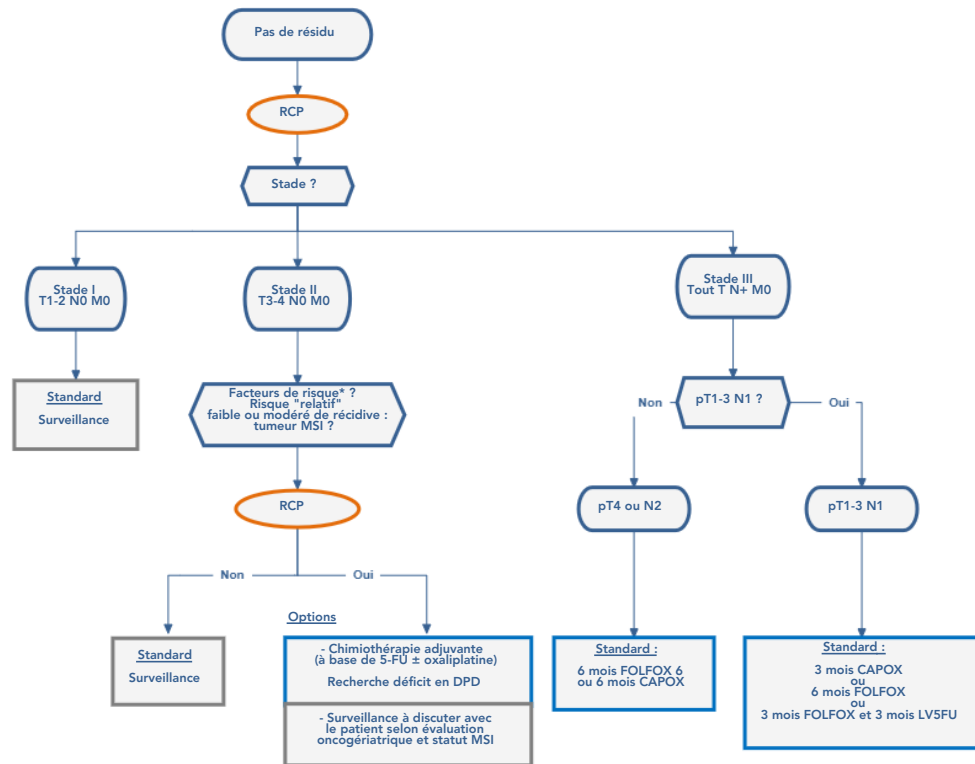 Pas de résidu
RCP
Stade ?
Stade I
T1-2 N0 M0
Stade II
T3-4 N0 M0
Stade III
Tout T N+ M0
Standard
Surveillance
Facteurs de risque* ?
Risque "relatif"
faible ou modéré de récidive :
tumeur MSI ?
Non
pT1-3 N1 ?
Oui
RCP
pT4 ou N2
pT1-3 N1
Non
Oui
Options
Standard
Surveillance
- Chimiothérapie adjuvante
(à base de 5-FU ± oxaliplatine)
Recherche déficit en DPD
- Surveillance à discuter avec
le patient selon évaluation
oncogériatrique et statut MSI
Standard :
6 mois FOLFOX 6
ou 6 mois CAPOX
Standard :
3 mois CAPOX
ou
6 mois FOLFOX
ou
3 mois FOLFOX et 3 mois LV5FU